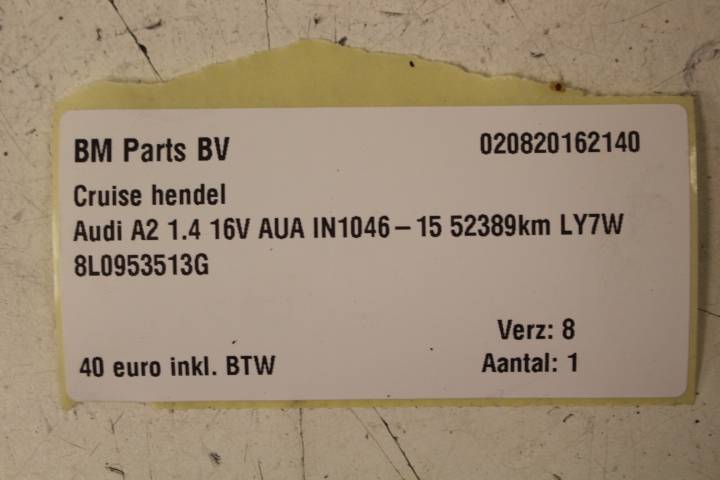 BM Parts BV 020820162140
Cruise hendel
Audi A2 1.4 16V AUA IN1046-15 52389km LY7W
8L0953513G
Verz: 8
40 euro inkl. BTW Aantal: 1